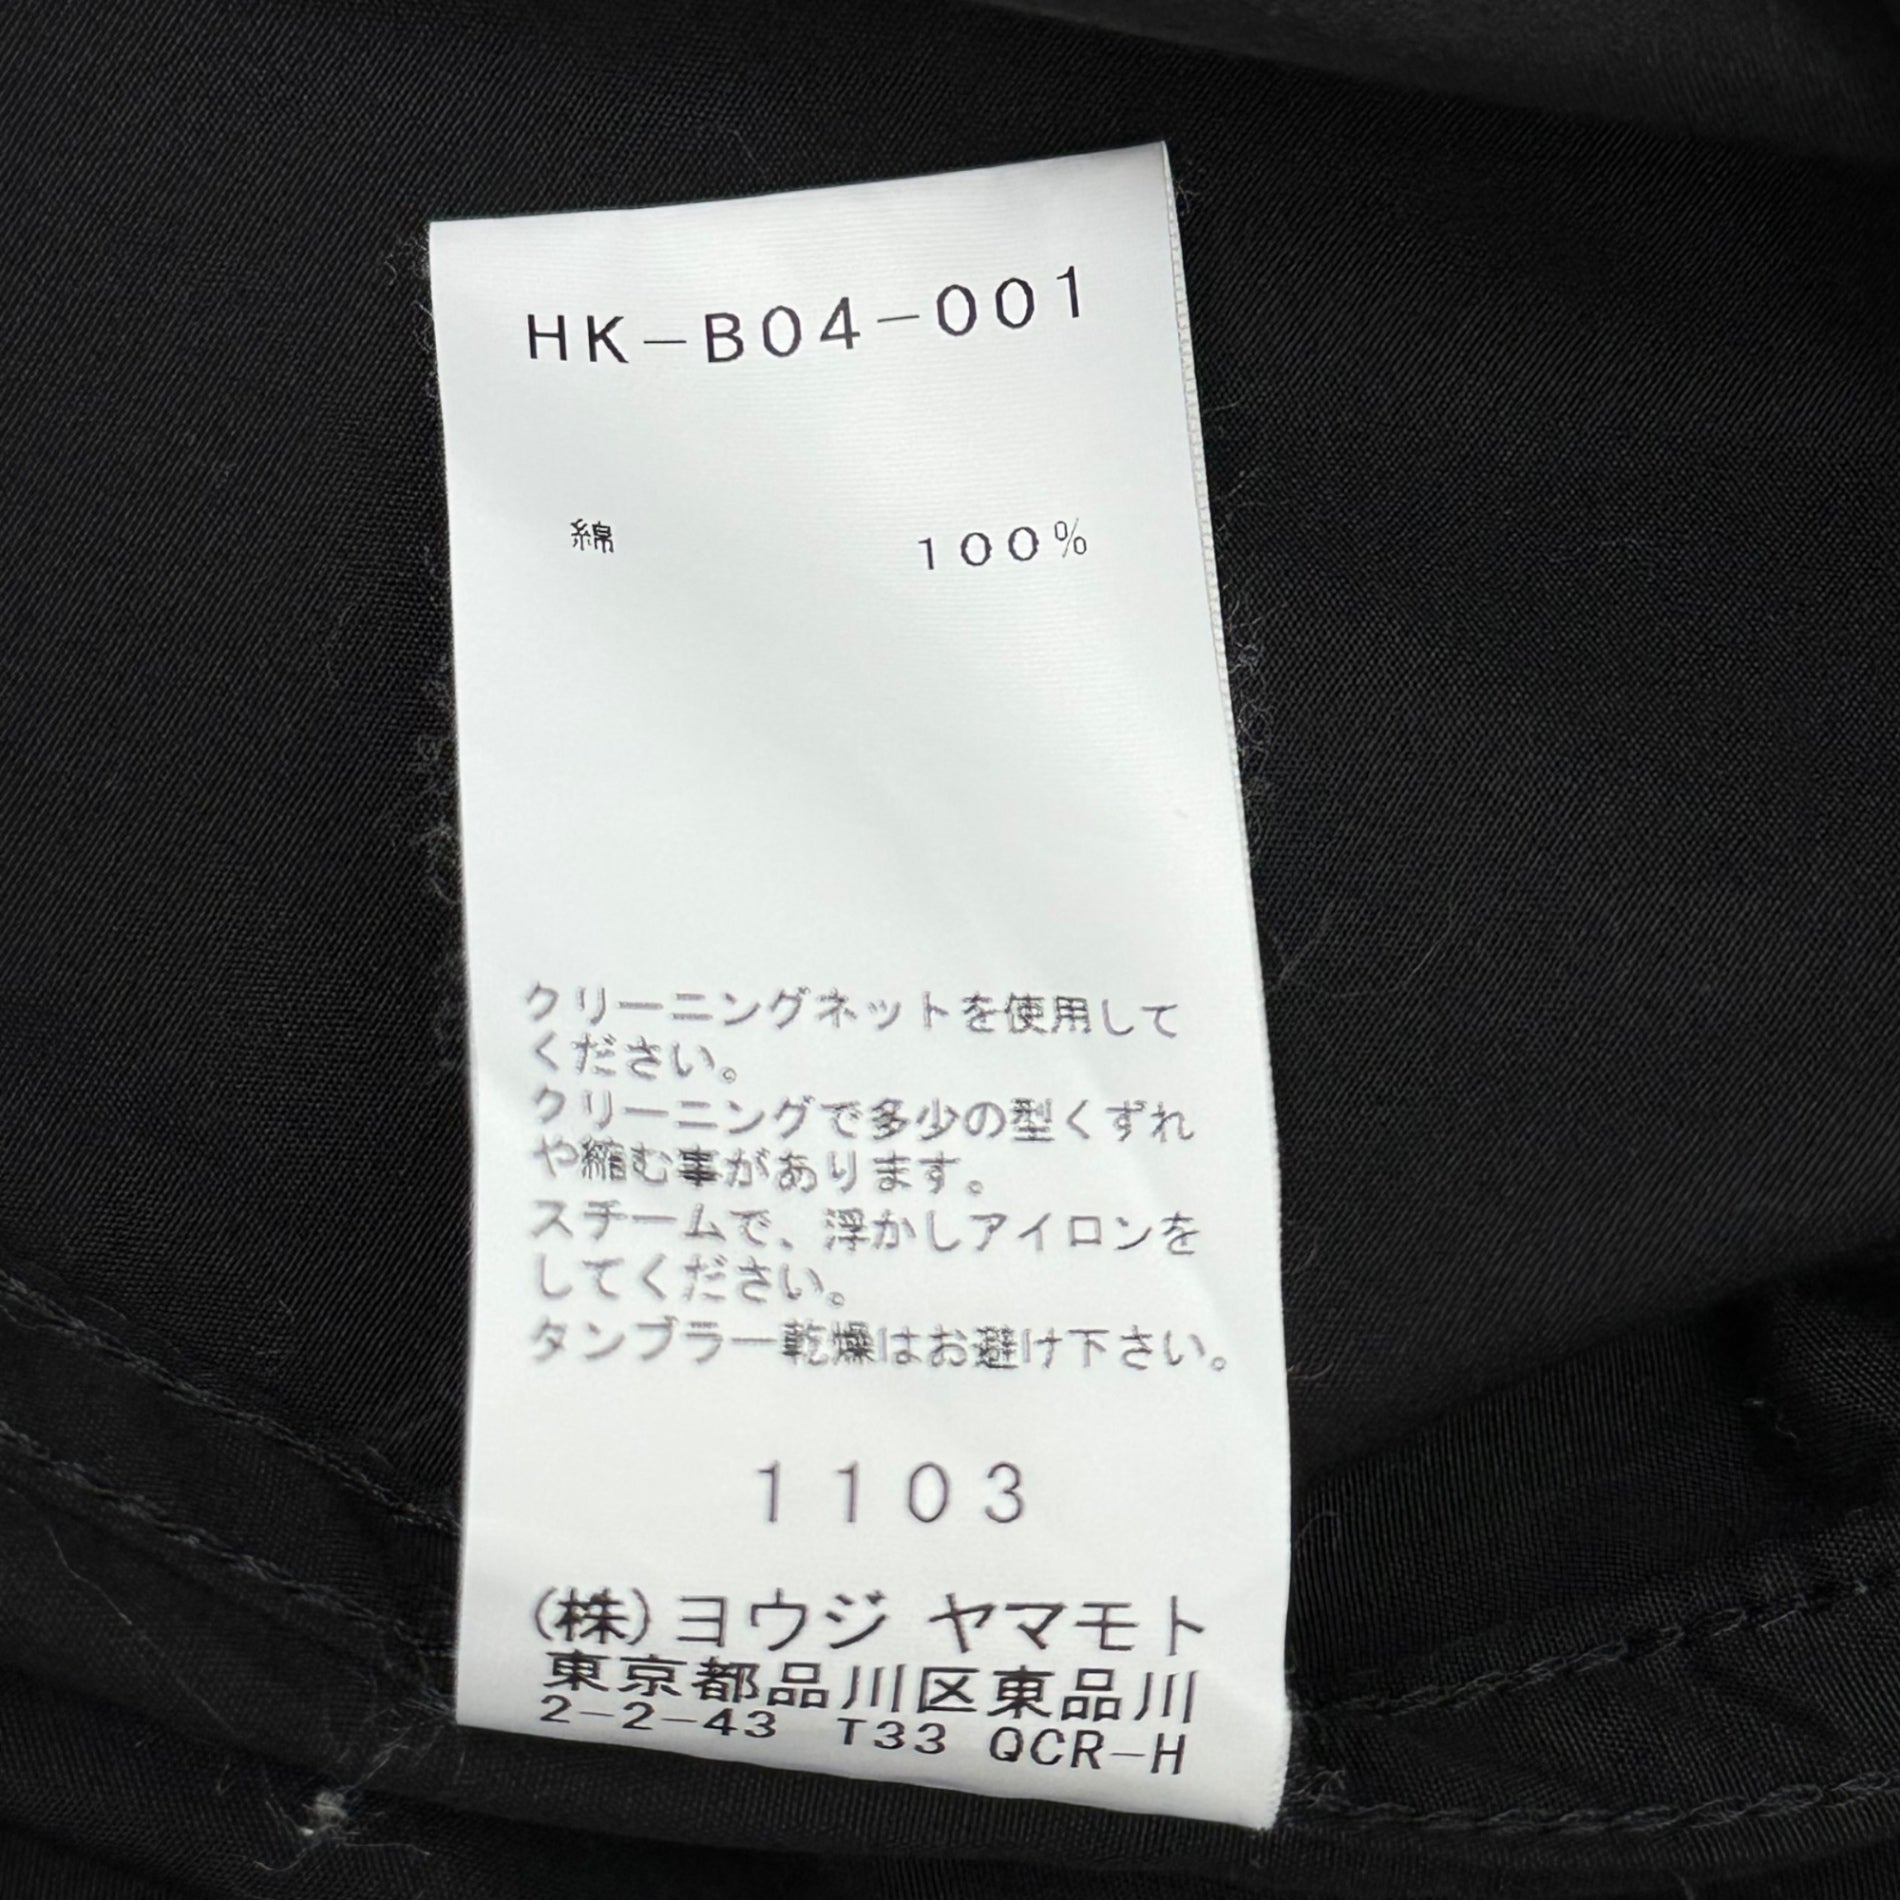 HK-B04-001
綿 100%
クリーニングネットを使用して
ください。
クリーニングで多少の型くずれ
や縮む事があります。
スチームで、浮かしアイロンを
してください。
タンブラー乾燥はお避け下さい。
1103
(株)ヨウジ ヤマモト
東京都品川区東品川
2-2-43 T33 QCR-H